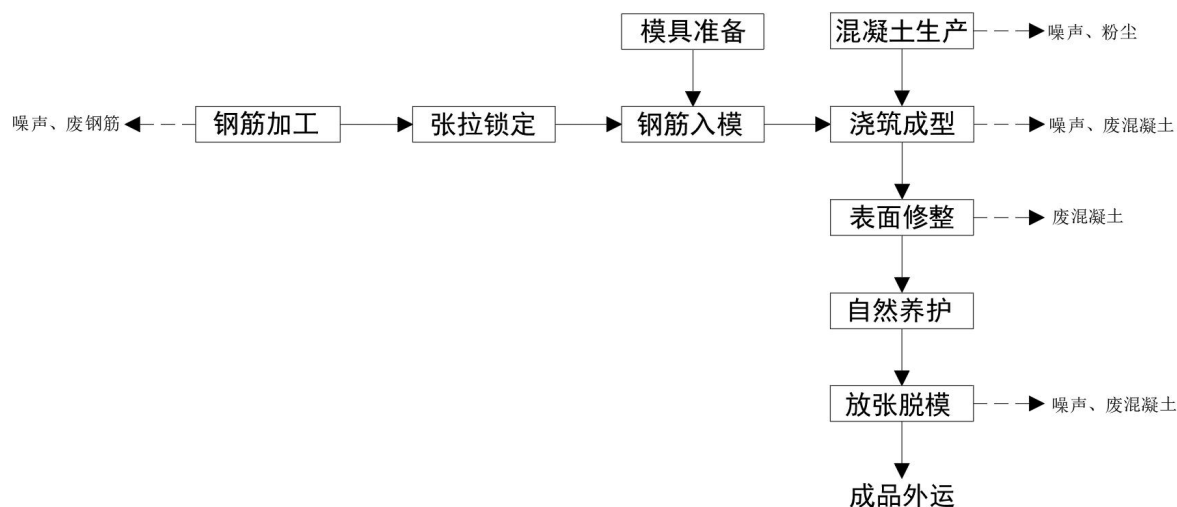 模具准备
混凝土生产
噪声、粉尘
噪声、废钢筋
钢筋加工
张拉锁定
钢筋入模
浇筑成型
噪声、废混凝土
表面修整
废混凝土
自然养护
放张脱模
噪声、废混凝土
成品外运